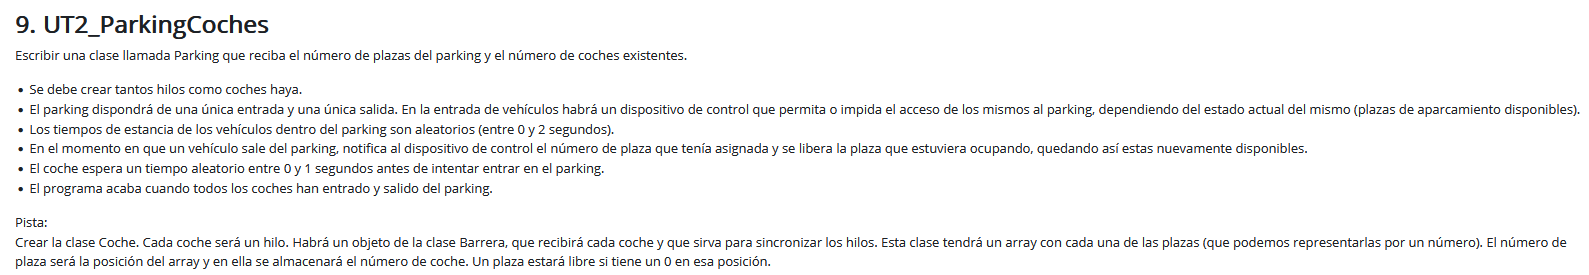 9. UT2_ParkingCoches
Escribir una clase llamada Parking que reciba el número de plazas del parking y el número de coches existentes.
• Se debe crear tantos hilos como coches haya.
• El parking dispondrá de una única entrada y una única salida. En la entrada de vehículos habrá un dispositivo de control que permita o impida el acceso de los mismos al parking, dependiendo del estado actual del mismo (plazas de aparcamiento disponibles).
• Los tiempos de estancia de los vehículos dentro del parking son aleatorios (entre 0 y 2 segundos).
• En el momento en que un vehículo sale del parking, notifica al dispositivo de control el número de plaza que tenía asignada y se libera la plaza que estuviera ocupando, quedando así estas nuevamente disponibles.
• El coche espera un tiempo aleatorio entre 0 y 1 segundos antes de intentar entrar en el parking.
• El programa acaba cuando todos los coches han entrado y salido del parking.
Pista:
Crear la clase Coche. Cada coche será un hilo. Habrá un objeto de la clase Barrera, que recibirá cada coche y que sirva para sincronizar los hilos. Esta clase tendrá un array con cada una de las plazas (que podemos representarlas por un número). El número de
plaza será la posición del array y en ella se almacenará el número de coche. Un plaza estará libre si tiene un 0 en esa posición.